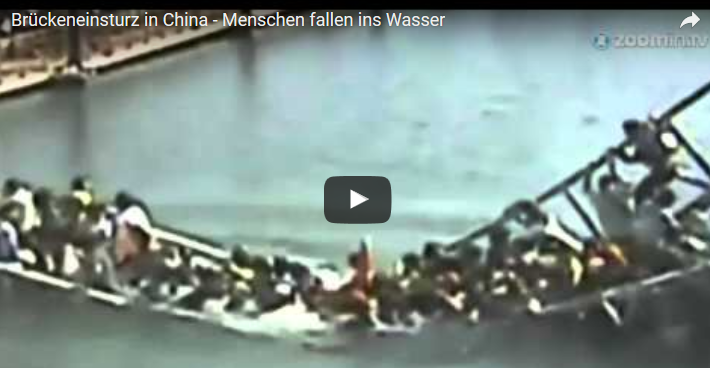 Brückeneinsturz in China - Menschen fallen ins Wasser
zoomin.tv